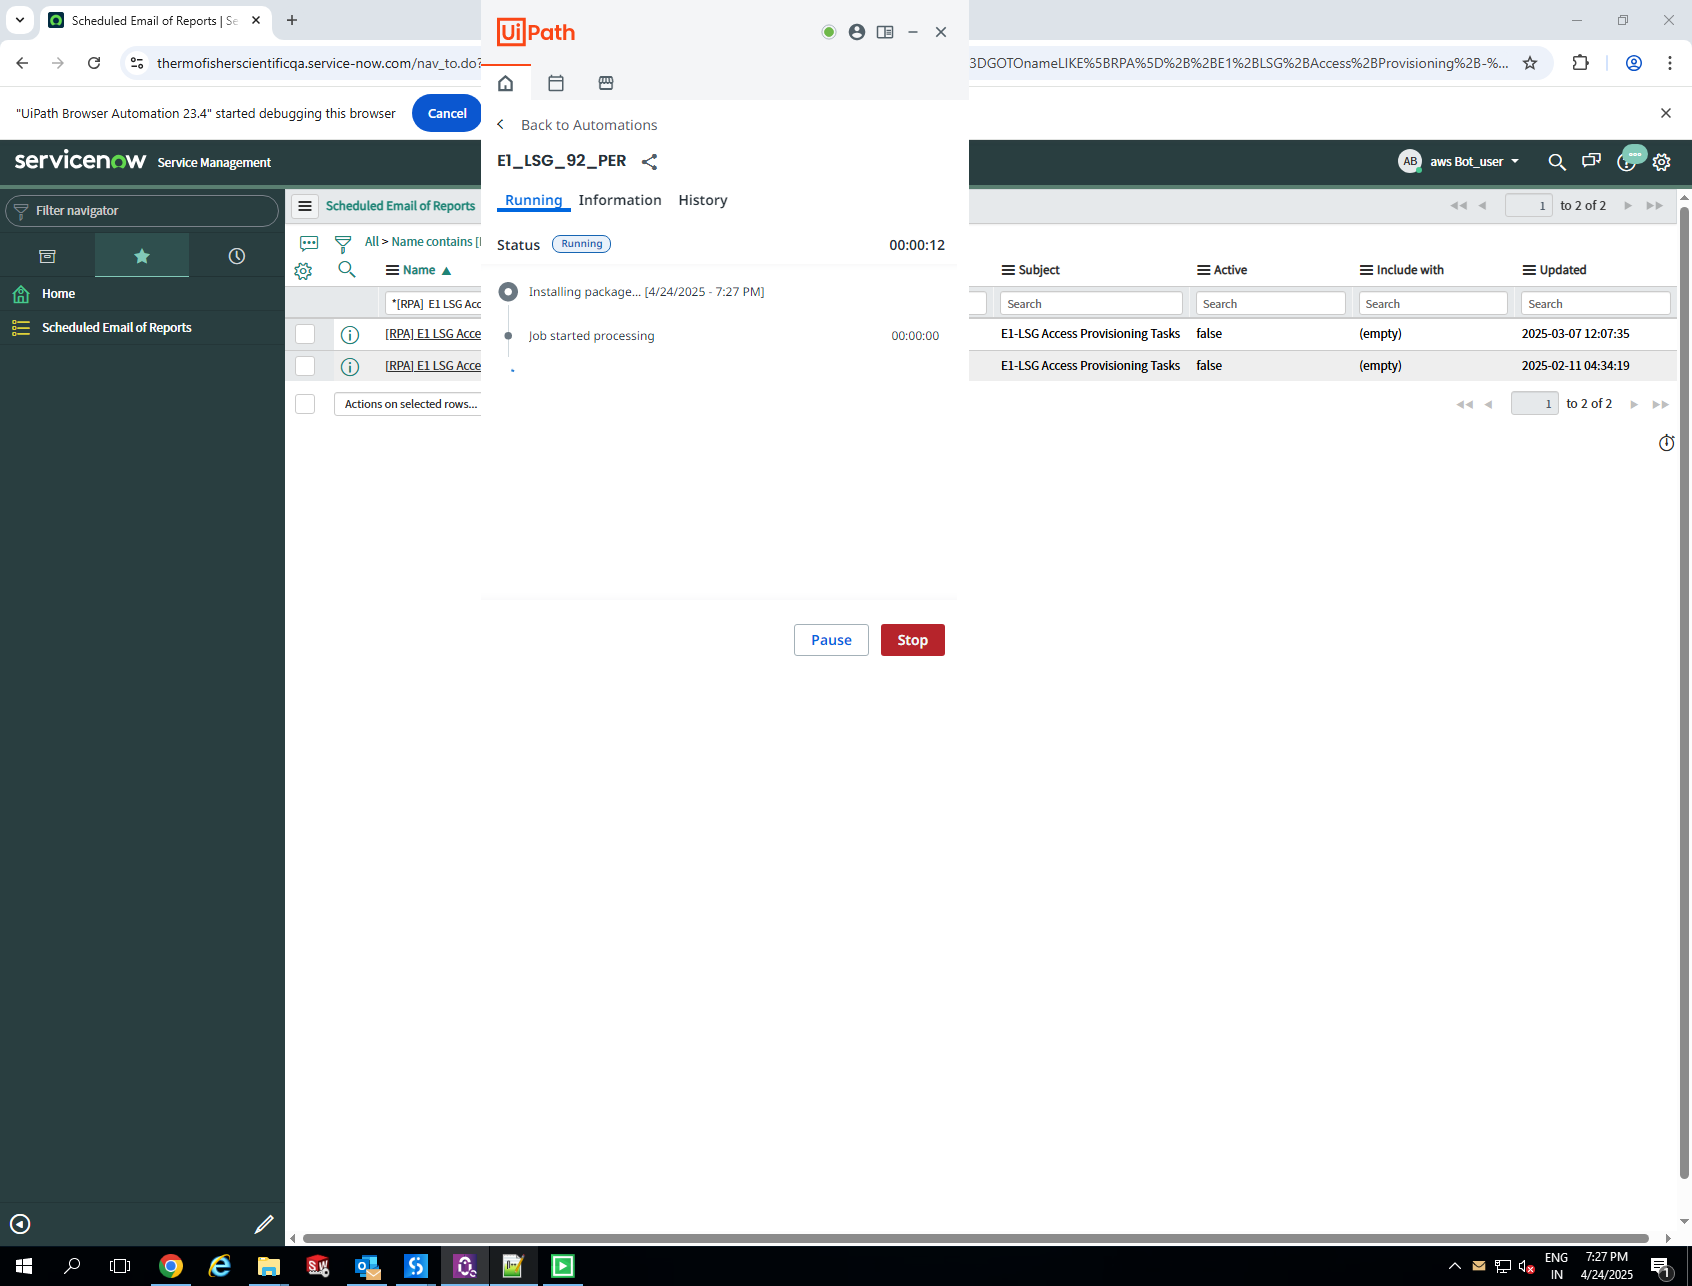 Scheduled Email of Reports | Se
UiPath
thermofisherscientificqa.service-now.com/nav_to.do?
3DGOTOnameLIKE%5BRPA%5D%2B%2BE1%2BLSG%2BAccess%2BProvisioning%2B-%...
"UiPath Browser Automation 23.4" started debugging this browser
Cancel
Back to Automations
E1_LSG_92_PER
servicenow Service Management
AB aws Bot_user
Running Information History
Filter navigator
Scheduled Email of Reports
1 to 2 of 2
Status Running 00:00:12
All > Name contains [
Name
Subject
Active
Include with
Updated
Home
Installing package... [4/24/2025 - 7:27 PM]
*[RPA] E1 LSG Acc
Search
Search
Search
Search
Scheduled Email of Reports
[RPA] E1 LSG Acce
Job started processing 00:00:00
E1-LSG Access Provisioning Tasks false (empty) 2025-03-07 12:07:35
[RPA] E1 LSG Acce
E1-LSG Access Provisioning Tasks false (empty) 2025-02-11 04:34:19
Actions on selected rows...
1 to 2 of 2
Pause
Stop
ENG
IN
7:27 PM
4/24/2025
1